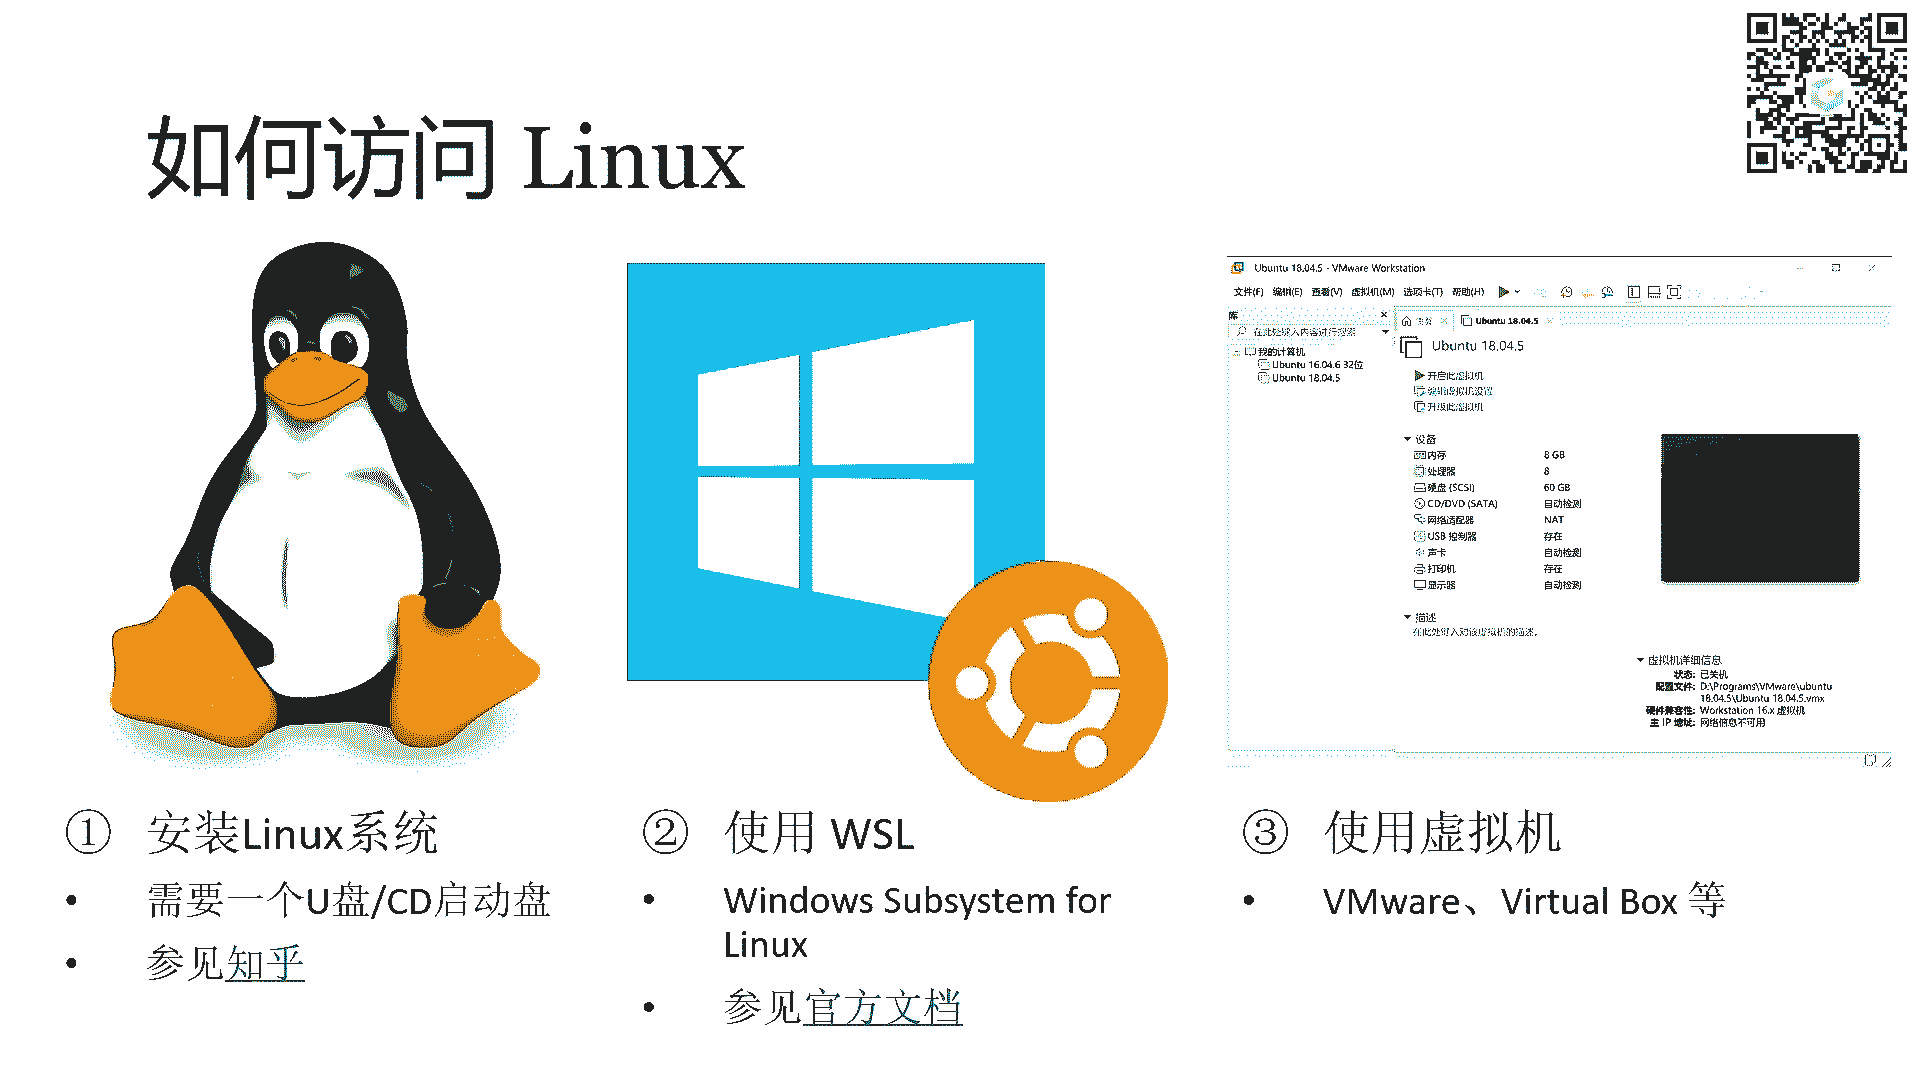 如何访问 Linux
Ubuntu 18.04.5 - VMware Workstation
文件(F) 编辑(E) 查看(V) 虚拟机(M) 选项卡(T) 帮助(H)
库
在此处键入内容进行搜索
我的计算机
Ubuntu 16.04.6 32位
Ubuntu 18.04.5
Ubuntu 18.04.5
Ubuntu 18.04.5
开启此虚拟机
编辑虚拟机设置
升级此虚拟机
设备
内存 8 GB
处理器 8
硬盘 (SCSI) 60 GB
CD/DVD (SATA) 自动检测
网络适配器 NAT
USB 控制器 存在
声卡 自动检测
打印机 存在
显示器 自动检测
描述
在此处键入对该虚拟机的描述。
虚拟机详细信息
状态: 已关机
配置文件: D:\Programs\VMware\ubuntu
18.04.5\Ubuntu 18.04.5.vmx
硬件兼容性: Workstation 16.x 虚拟机
主 IP 地址: 网络信息不可用
① 安装Linux系统
• 需要一个U盘/CD启动盘
• 参见知乎
② 使用 WSL
• Windows Subsystem for
Linux
• 参见官方文档
③ 使用虚拟机
• VMware、Virtual Box 等